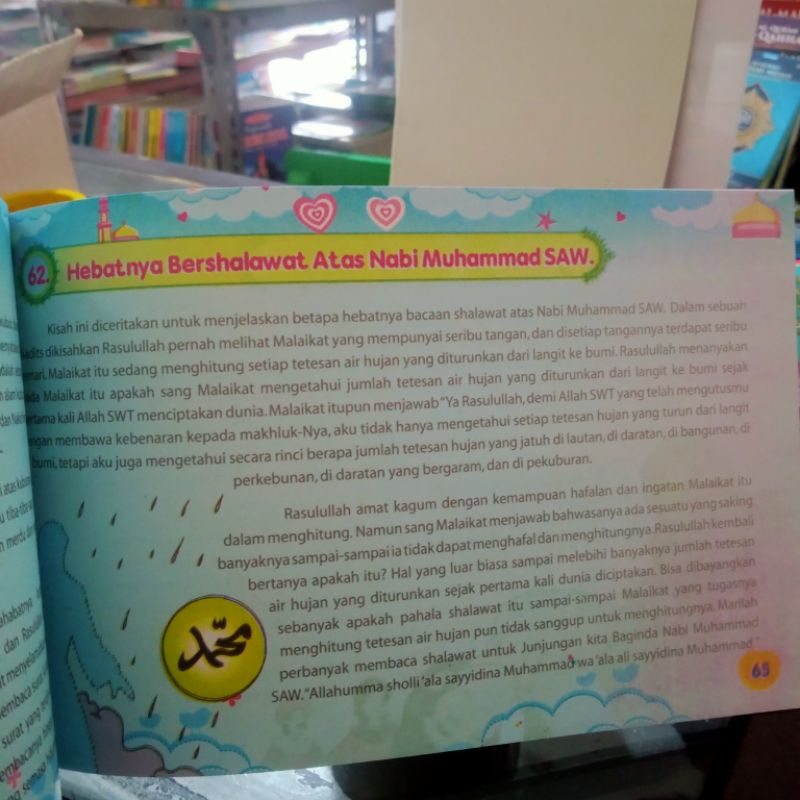 62. Hebatnya Bershalawat Atas Nabi Muhammad SAW.
Kisah ini diceritakan untuk menjelaskan betapa hebatnya bacaan shalawat atas Nabi Muhammad SAW. Dalam sebuah
dikisahkan Rasulullah pernah melihat Malaikat yang mempunyai seribu tangan, dan disetiap tangannya terdapat seribu
Malaikat itu sedang menghitung setiap tetesan air hujan yang diturunkan dari langit ke bumi. Rasulullah menanyakan
Malaikat itu apakah sang Malaikat mengetahui jumlah tetesan air hujan yang diturunkan dari langit ke bumi sejak
kali Allah SWT menciptakan dunia. Malaikat itupun menjawab "Ya Rasulullah, demi Allah SWT yang telah mengutusmu
membawa kebenaran kepada makhluk-Nya, aku tidak hanya mengetahui setiap tetesan hujan yang turun dari langit
bumi, tetapi aku juga mengetahui secara rinci berapa jumlah tetesan hujan yang jatuh di lautan, di daratan, di bangunan, di
perkebunan, di daratan yang bergaram, dan di pekuburan.
Rasulullah amat kagum dengan kemampuan hafalan dan ingatan Malaikat itu
dalam menghitung. Namun sang Malaikat menjawab bahwasanya ada sesuatu yang saking
banyaknya sampai-sampai ia tidak dapat menghafal dan menghitungnya. Rasulullah kembali
bertanya apakah itu? Hal yang luar biasa sampai melebihi banyaknya jumlah tetesan
air hujan yang diturunkan sejak pertama kali dunia diciptakan. Bisa dibayangkan
sebanyak apakah pahala shalawat itu sampai-sampai Malaikat yang tugasnya
menghitung tetesan air hujan pun tidak sanggup untuk menghitungnya. Marilah
perbanyak membaca shalawat untuk Junjungan kita Baginda Nabi Muhammad
SAW. "Allahumma sholli 'ala sayyidina Muhammad wa 'ala ali sayyidina Muhammad."
محمد
65